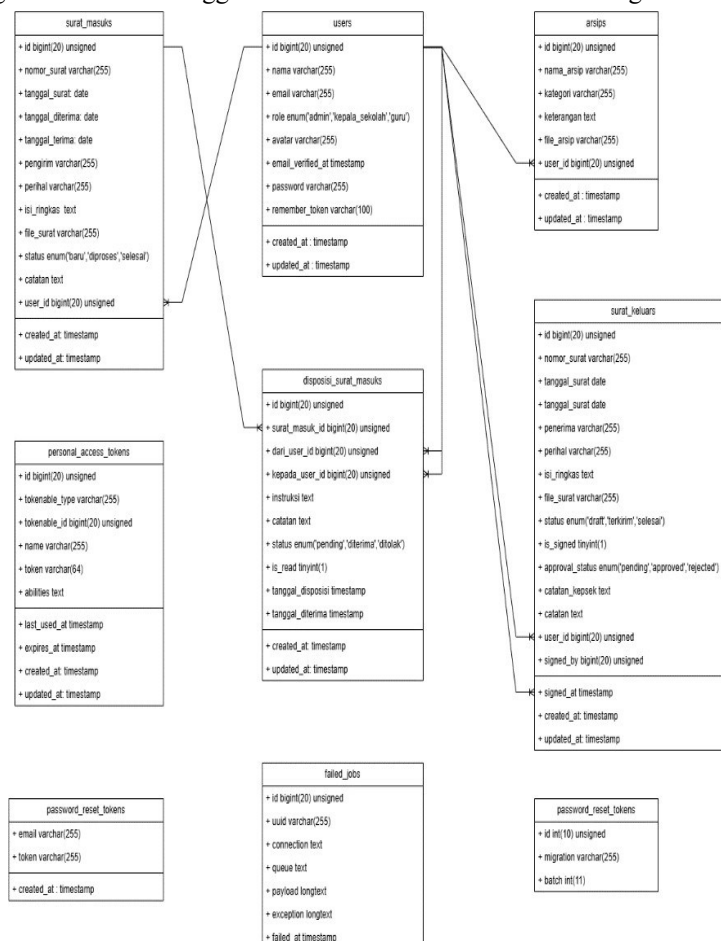 surat_masuks
+ id bigint(20) unsigned
+ nomor_surat varchar(255)
+ tanggal_surat: date
+ tanggal_diterima: date
+ tanggal_terima: date
+ pengirim varchar(255)
+ perihal varchar(255)
+ isi_ringkas text
+ file_surat varchar(255)
+ status enum('baru','diproses','selesai')
+ catatan text
+ user_id bigint(20) unsigned
+ created_at: timestamp
+ updated_at: timestamp
users
+ id bigint(20) unsigned
+ nama varchar(255)
+ email varchar(255)
+ role enum('admin','kepala_sekolah','guru')
+ avatar varchar(255)
+ email_verified_at timestamp
+ password varchar(255)
+ remember_token varchar(100)
+ created_at : timestamp
+ updated_at : timestamp
arsips
+ id bigint(20) unsigned
+ nama_arsip varchar(255)
+ kategori varchar(255)
+ keterangan text
+ file_arsip varchar(255)
+ user_id bigint(20) unsigned
+ created_at : timestamp
+ updated_at : timestamp
disposisi_surat_masuks
+ id bigint(20) unsigned
+ surat_masuk_id bigint(20) unsigned
+ dari_user_id bigint(20) unsigned
+ kepada_user_id bigint(20) unsigned
+ instruksi text
+ catatan text
+ status enum('pending','diterima','ditolak')
+ is_read tinyint(1)
+ tanggal_disposisi timestamp
+ tanggal_diterima timestamp
+ created_at: timestamp
+ updated_at: timestamp
surat_keluars
+ id bigint(20) unsigned
+ nomor_surat varchar(255)
+ tanggal_surat date
+ tanggal_surat date
+ penerima varchar(255)
+ perihal varchar(255)
+ isi_ringkas text
+ file_surat varchar(255)
+ status enum('draft','terkirim','selesai')
+ is_signed tinyint(1)
+ approval_status enum('pending','approved','rejected')
+ catatan_kepsek text
+ catatan text
+ user_id bigint(20) unsigned
+ signed_by bigint(20) unsigned
+ signed_at timestamp
+ created_at: timestamp
+ updated_at: timestamp
personal_access_tokens
+ id bigint(20) unsigned
+ tokenable_type varchar(255)
+ tokenable_id bigint(20) unsigned
+ name varchar(255)
+ token varchar(64)
+ abilities text
+ last_used_at timestamp
+ expires_at timestamp
+ created_at: timestamp
+ updated_at: timestamp
password_reset_tokens
+ email varchar(255)
+ token varchar(255)
+ created_at : timestamp
failed_jobs
+ id bigint(20) unsigned
+ uuid varchar(255)
+ connection text
+ queue text
+ payload longtext
+ exception longtext
+ failed_at timestamp
password_reset_tokens
+ id int(10) unsigned
+ migration varchar(255)
+ batch int(11)